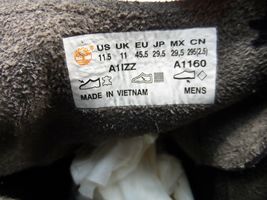 US UK EU JP MX CN
11.5 11 45.5 29.5 29.5 295(2.5)
A1IZZ A1160
MADE IN VIETNAM MENS